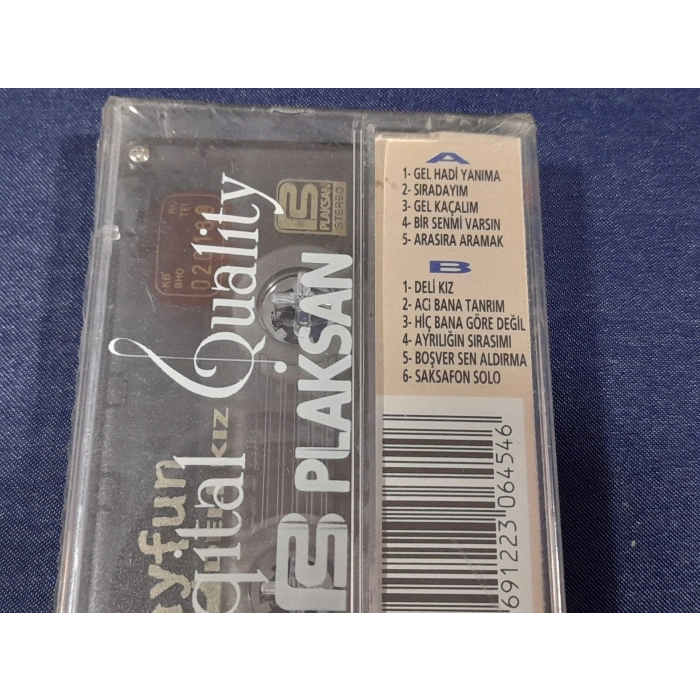 A
1- GEL HADİ YANIMA
2- SIRADAYIM
3- GEL KAÇALIM
4- BİR SENMİ VARSIN
5- ARASIRA ARAMAK
B
1- DELİ KIZ
2- ACI BANA TANRIM
3- HİÇ BANA GÖRE DEĞİL
4- AYRILIĞIN SIRASIMI
5- BOŞVER SEN ALDIRMA
6- SAKSAFON SOLO
691223 064546
PLAKSAN
STEREO
Quality
PLAKSAN
KIZ